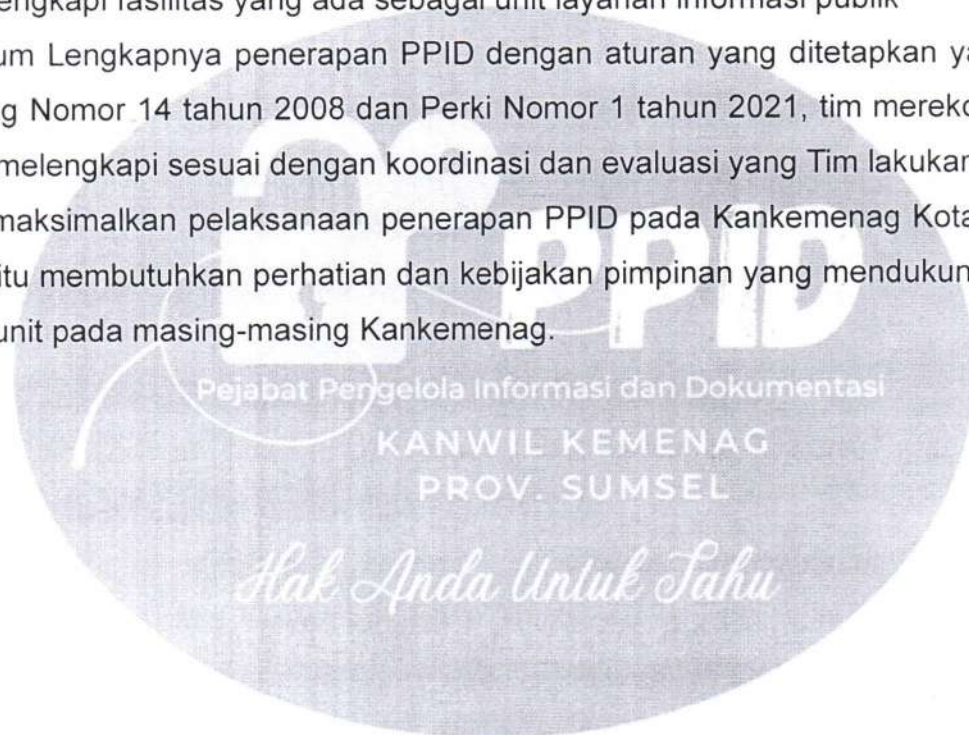 engkapi fasilitas yang ada sebagai unit layanan informasi publik
um Lengkapnya penerapan PPID dengan aturan yang ditetapkan ya
g Nomor 14 tahun 2008 dan Perki Nomor 1 tahun 2021, tim mereko
melengkapi sesuai dengan koordinasi dan evaluasi yang Tim lakukan
maksimalkan pelaksanaan penerapan PPID pada Kankemenag Kota
itu membutuhkan perhatian dan kebijakan pimpinan yang mendukun
unit pada masing-masing Kankemenag.
PPID
Pejabat Pengelola Informasi dan Dokumentasi
KANWIL KEMENAG
PROV. SUMSEL
Hak Anda Untuk Tahu